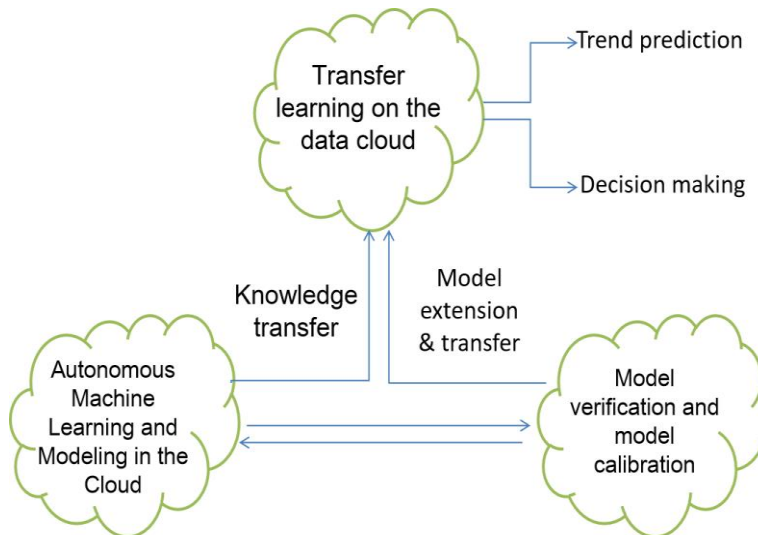 Transfer
learning on the
data cloud
Trend prediction
Decision making
Knowledge
transfer
Model
extension
& transfer
Autonomous
Machine
Learning and
Modeling in the
Cloud
Model
verification and
model
calibration